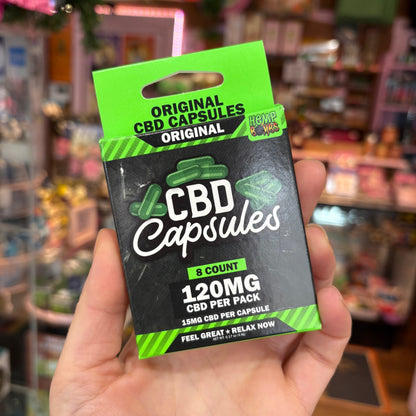 ORIGINAL
CBD CAPSULES
ORIGINAL
HEMP
BOMBS
CBD
Capsules
8 COUNT
120MG
CBD PER PACK
15MG CBD PER CAPSULE
FEEL GREAT ★ RELAX NOW